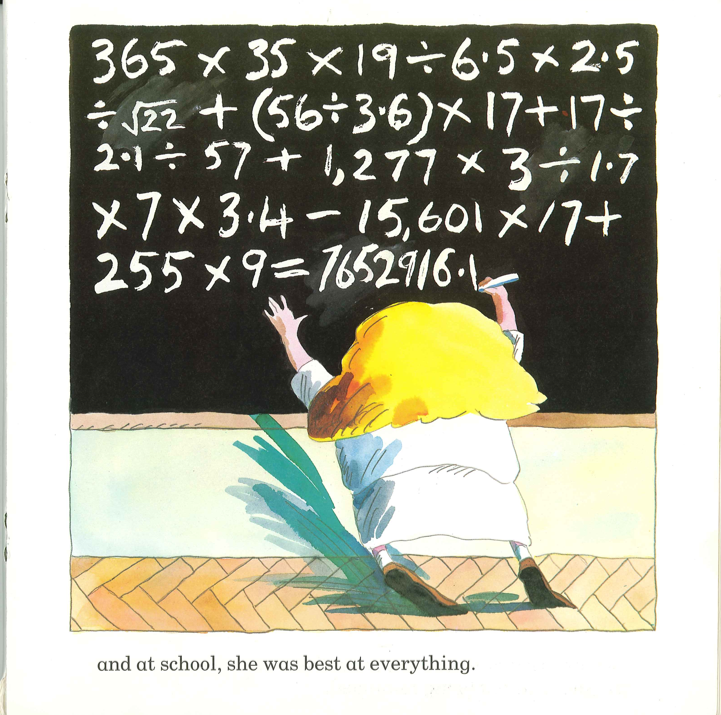 365 × 35 × 19 ÷ 6·5 × 2·5
÷ √22 + (56÷3·6) × 17 + 17 ÷
2·1 ÷ 57 + 1,277 × 3 ÷ 1·7
× 7 × 3·4 − 15,601 × 17 +
255 × 9 = 7652916·1
and at school, she was best at everything.